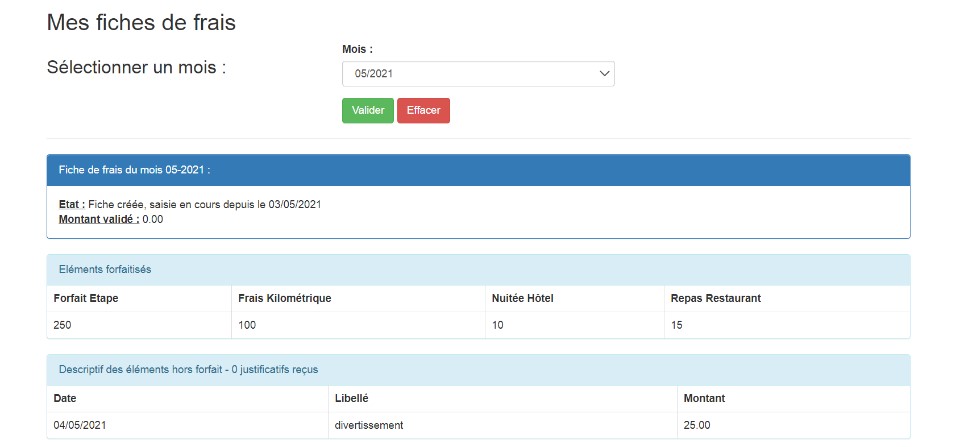 Mes fiches de frais
Sélectionner un mois :
Mois :
05/2021
Valider Effacer
Fiche de frais du mois 05-2021 :
Etat : Fiche créée, saisie en cours depuis le 03/05/2021
Montant validé : 0.00
Eléments forfaitisés
Forfait Etape Frais Kilométrique Nuitée Hôtel Repas Restaurant
250 100 10 15
Descriptif des éléments hors forfait - 0 justificatifs reçus
Date Libellé Montant
04/05/2021 divertissement 25.00